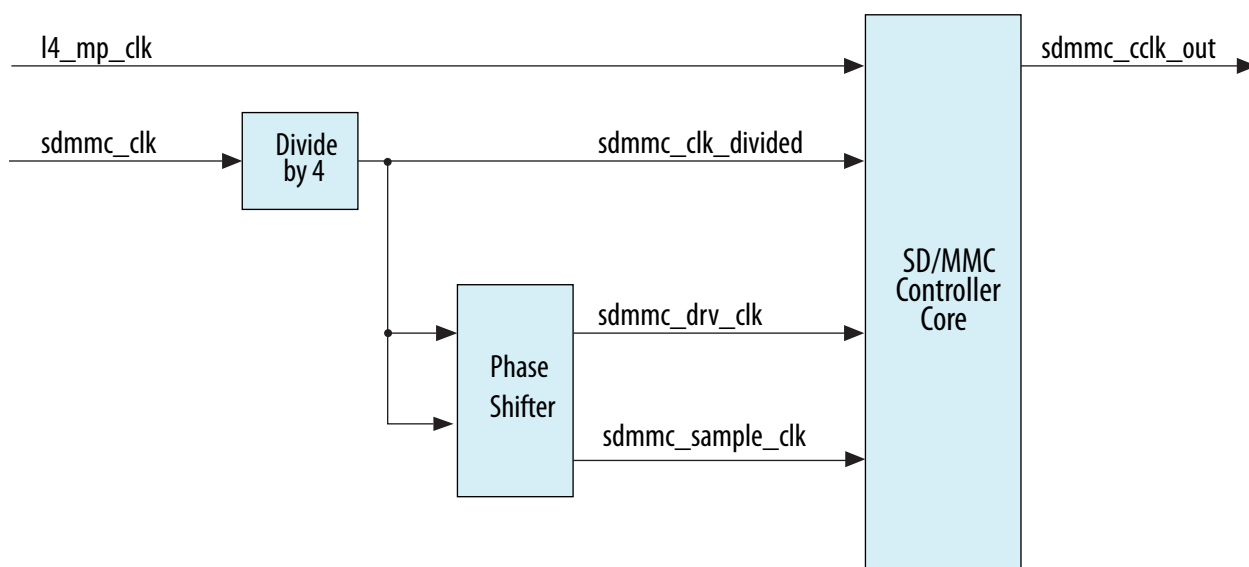 l4_mp_clk
sdmmc_cclk_out
sdmmc_clk
Divide
by 4
sdmmc_clk_divided
SD/MMC
Controller
Core
sdmmc_drv_clk
Phase
Shifter
sdmmc_sample_clk